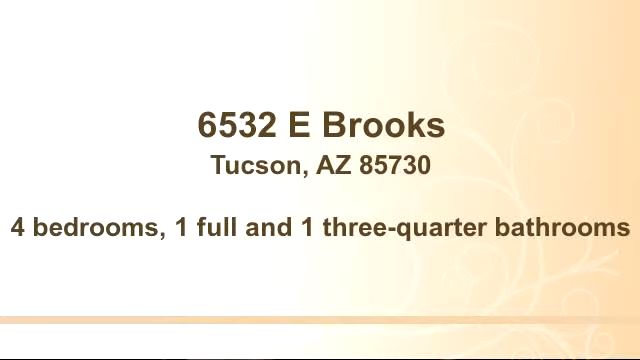 6532 E Brooks
Tucson, AZ 85730
4 bedrooms, 1 full and 1 three-quarter bathrooms